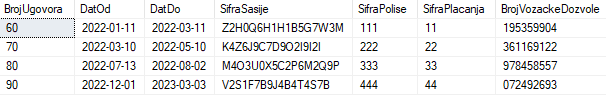 BrojUgovora DatOd DatDo SifraSasije SifraPolise SifraPlacanja BrojVozackeDozvole
60 2022-01-11 2022-03-11 Z2H0Q6H1H1B5G7W3M 111 11 195359904
70 2022-03-10 2022-05-10 K4Z6J9C7D9O2I9I2I 222 22 361169122
80 2022-07-13 2022-08-02 M4O3U0X5C2P6M2Q9P 333 33 978458557
90 2022-12-01 2023-03-03 V2S1F7B9J4B4T4S7B 444 44 072492693